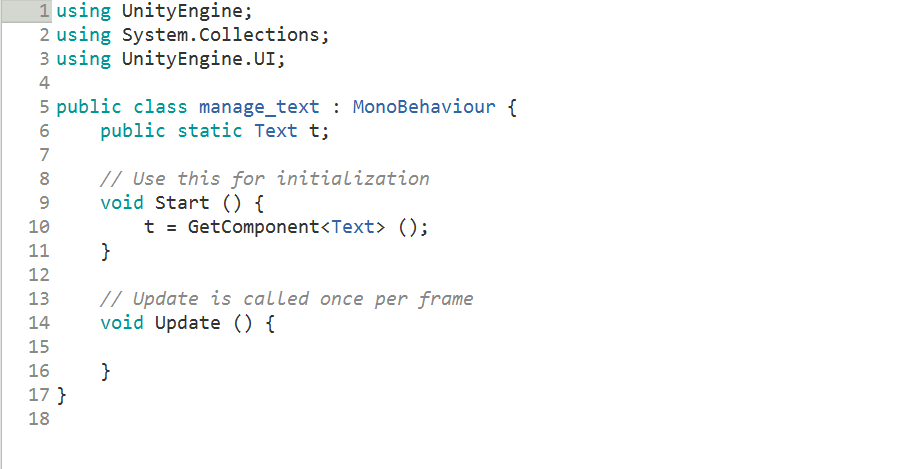 1 using UnityEngine;
2 using System.Collections;
3 using UnityEngine.UI;
4
5 public class manage_text : MonoBehaviour {
6     public static Text t;
7
8     // Use this for initialization
9     void Start () {
10         t = GetComponent<Text> ();
11     }
12
13     // Update is called once per frame
14     void Update () {
15
16     }
17 }
18